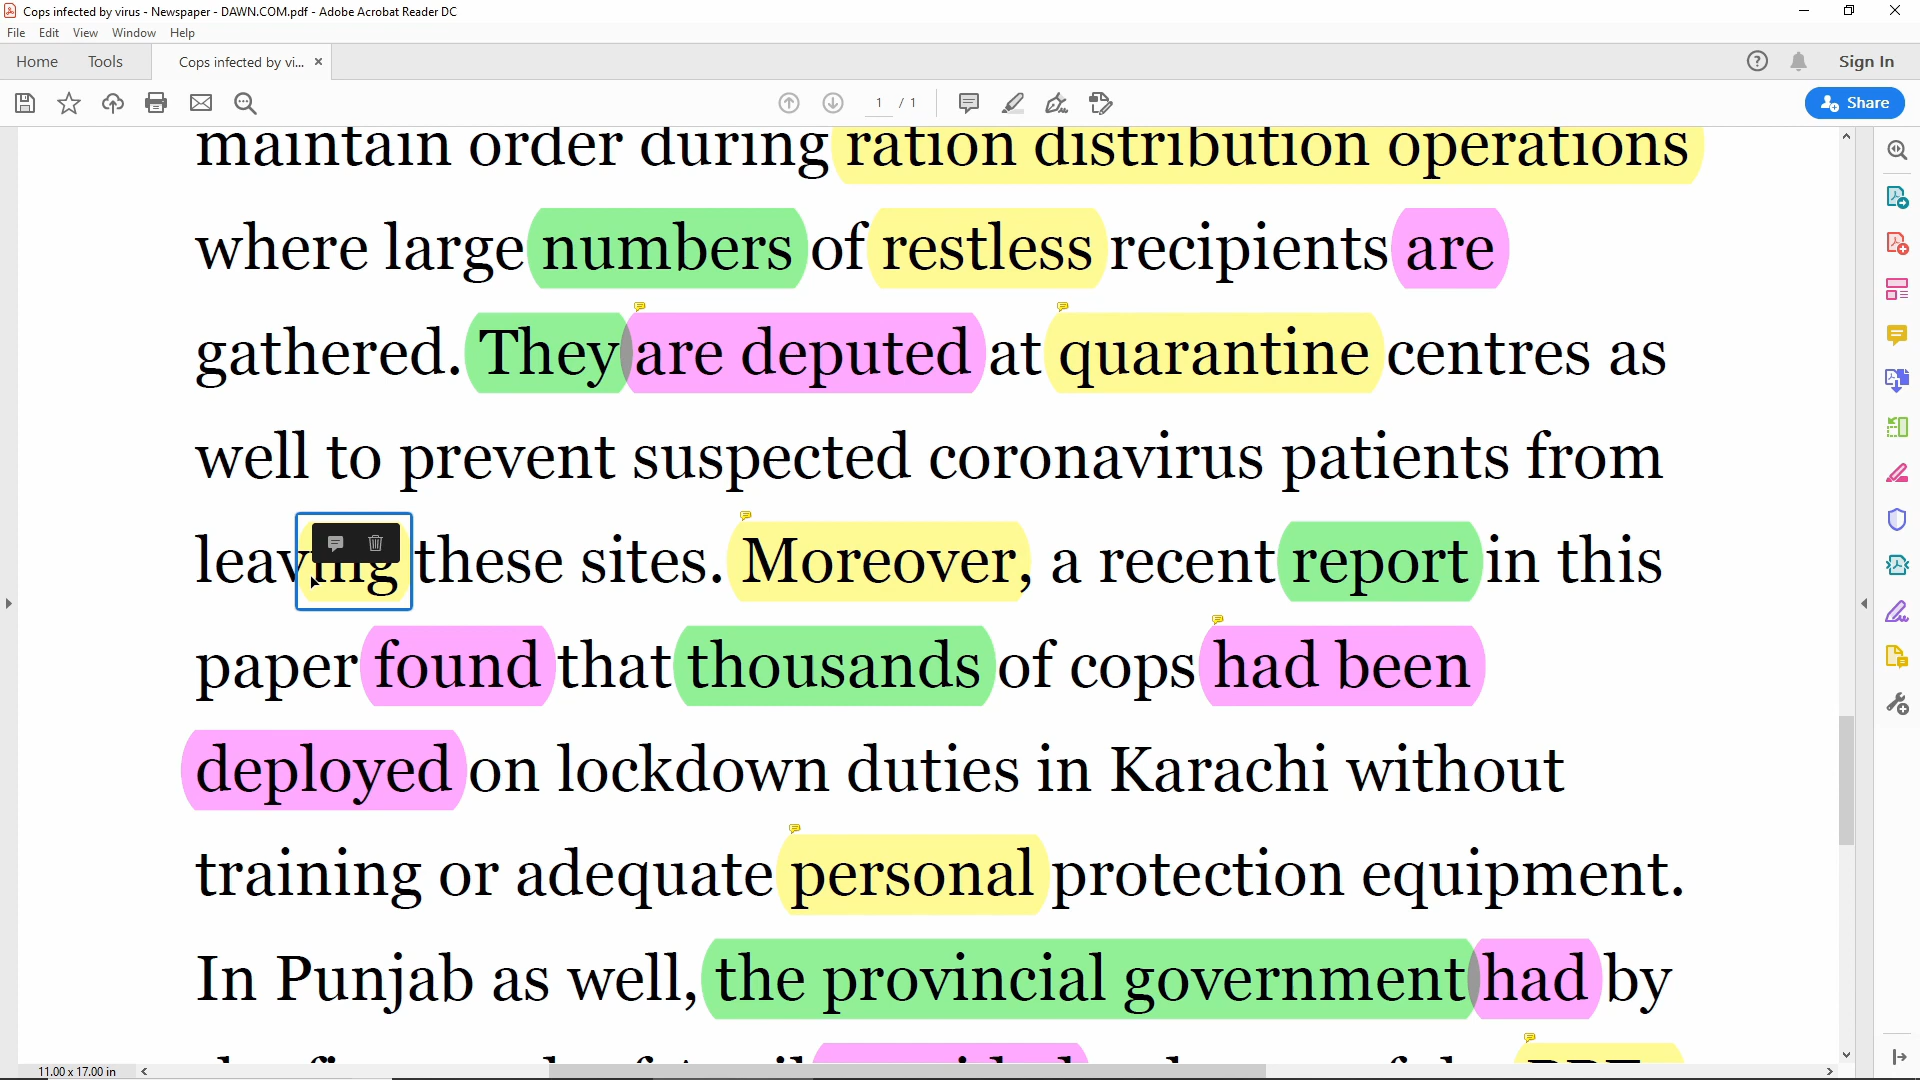 Cops infected by virus - Newspaper - DAWN.COM.pdf - Adobe Acrobat Reader DC
File Edit View Window Help
Home Tools Cops infected by vi... × Sign In
1 / 1 Share
maintain order during ration distribution operations
where large numbers of restless recipients are
gathered. They are deputed at quarantine centres as
well to prevent suspected coronavirus patients from
leaving these sites. Moreover, a recent report in this
paper found that thousands of cops had been
deployed on lockdown duties in Karachi without
training or adequate personal protection equipment.
In Punjab as well, the provincial government had by
11.00 x 17.00 in